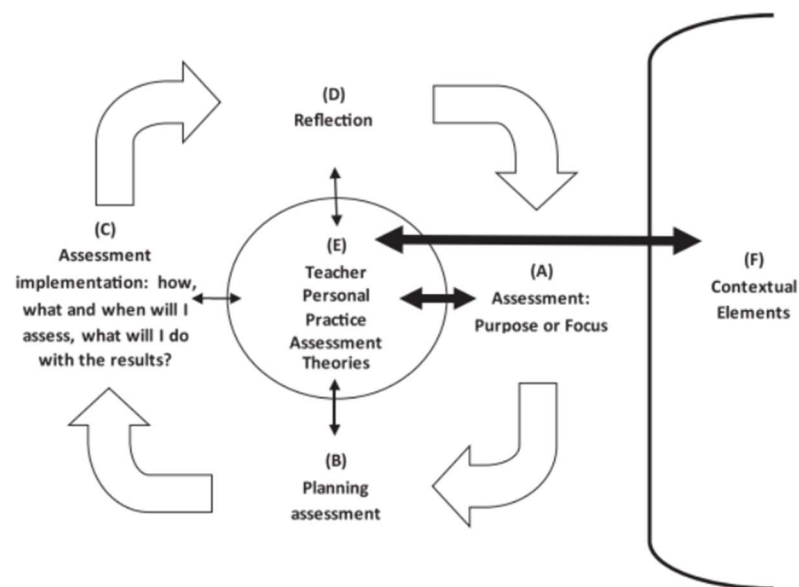 (D)
Reflection
(C)
Assessment
implementation: how,
what and when will I
assess, what will I do
with the results?
(E)
Teacher
Personal
Practice
Assessment
Theories
(A)
Assessment:
Purpose or Focus
(F)
Contextual
Elements
(B)
Planning
assessment